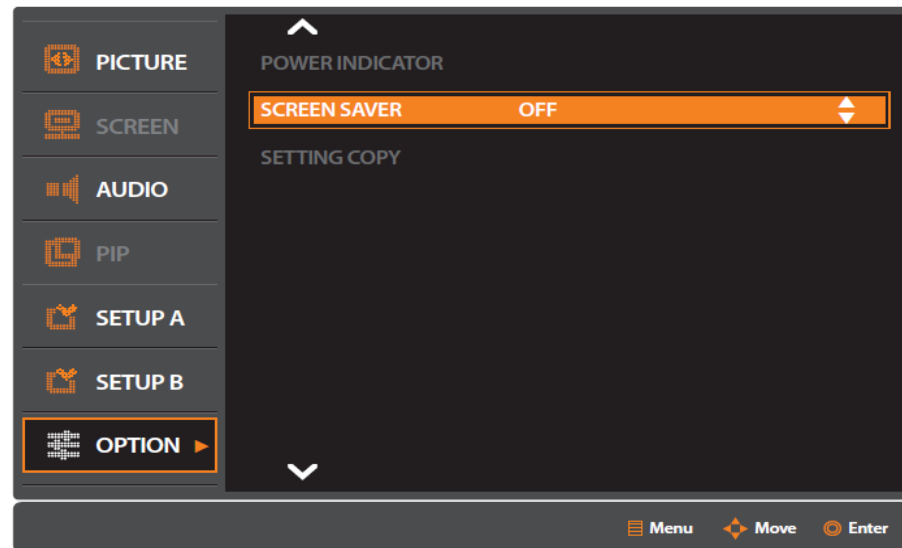 PICTURE
SCREEN
AUDIO
PIP
SETUP A
SETUP B
OPTION
POWER INDICATOR
SCREEN SAVER OFF
SETTING COPY
Menu Move Enter